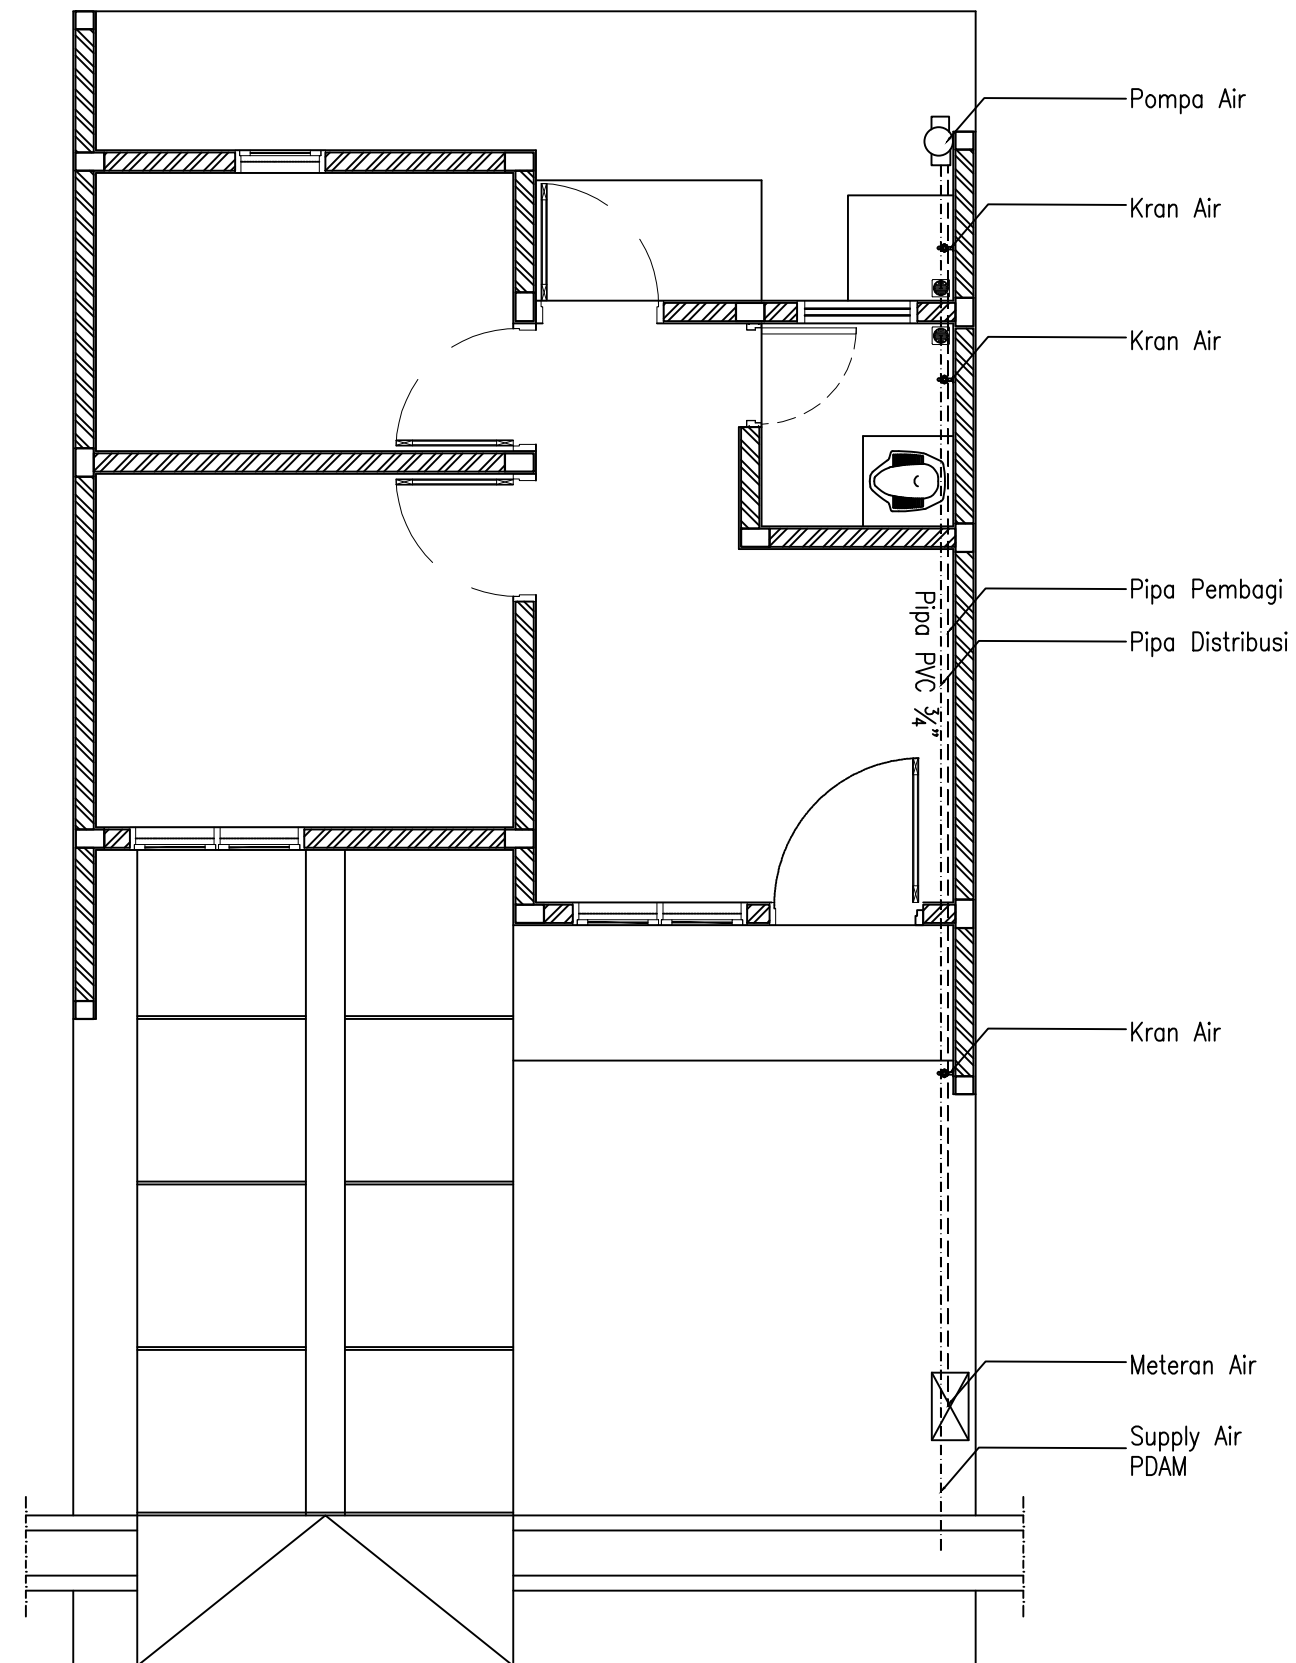 Pompa Air
Kran Air
Kran Air
Pipa Pembagi
Pipa Distribusi
Pipa PVC ¾"
Kran Air
Meteran Air
Supply Air
PDAM